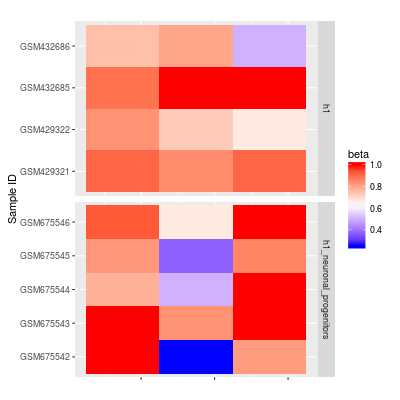 GSM432686
GSM432685
GSM429322
GSM429321
h1
Sample ID
GSM675546
GSM675545
GSM675544
GSM675543
GSM675542
h1_neuronal_progenitors
beta
1.0
0.8
0.6
0.4